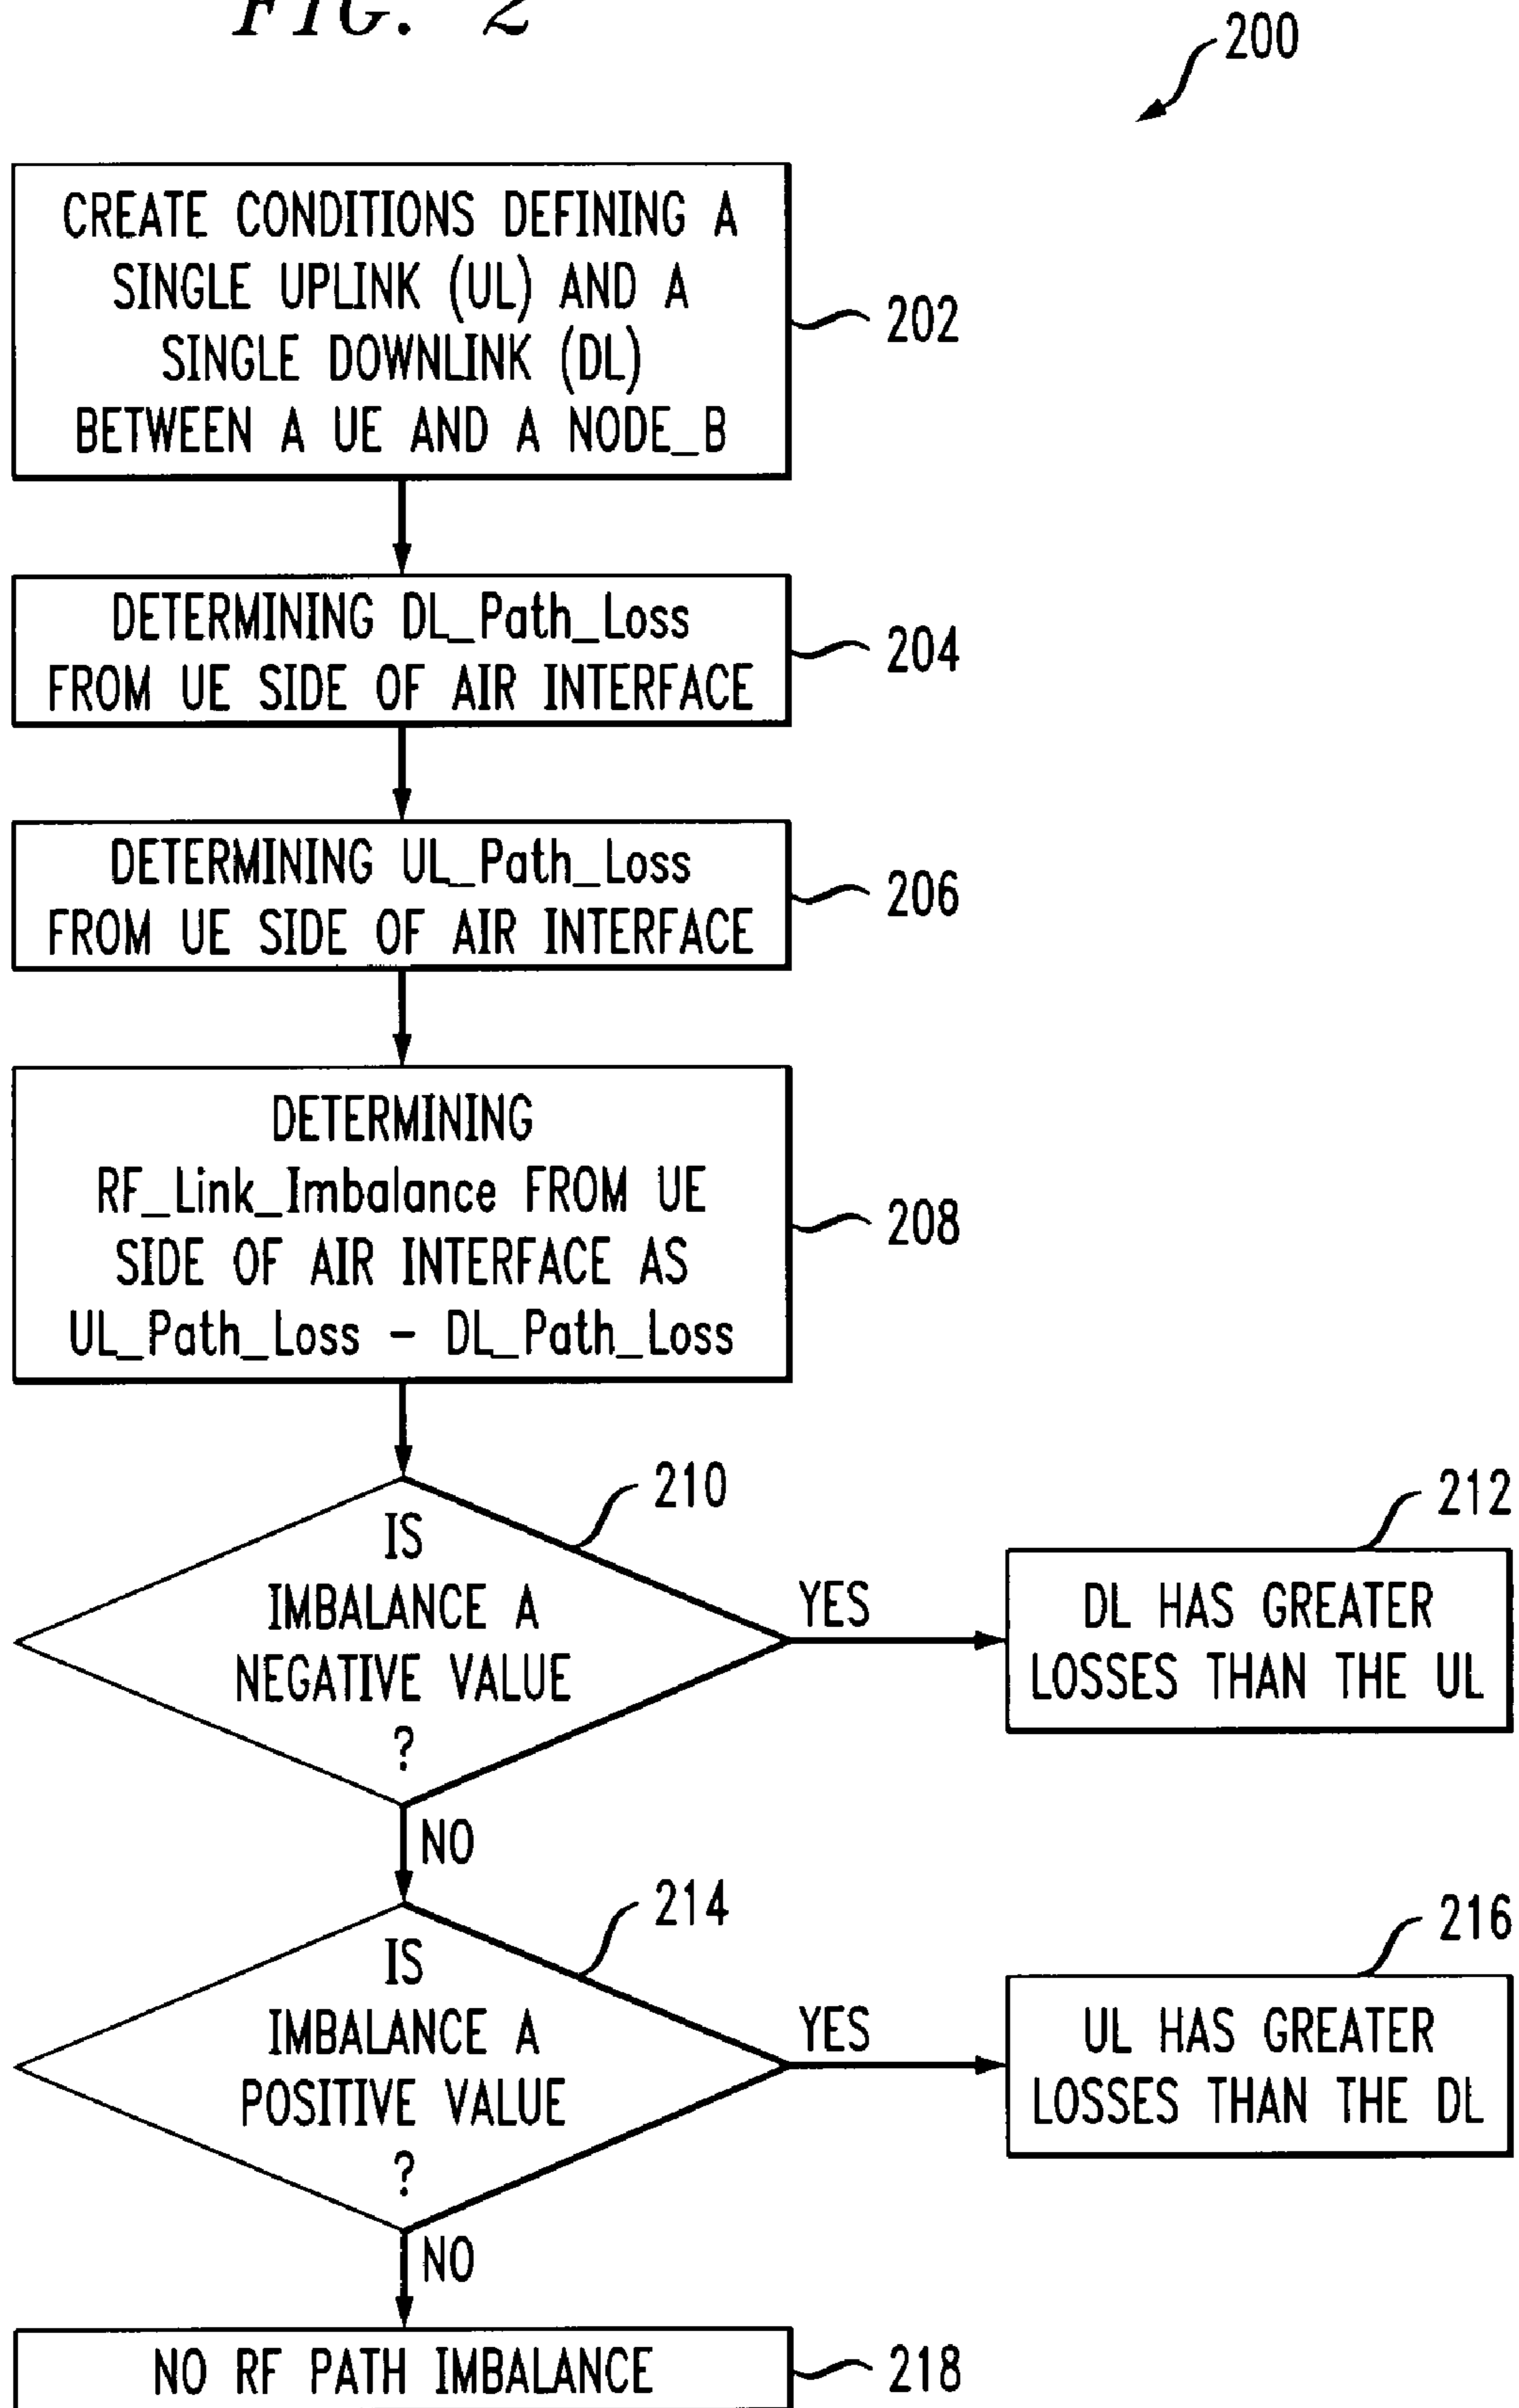 FIG. 2
200
CREATE CONDITIONS DEFINING A
SINGLE UPLINK (UL) AND A
SINGLE DOWNLINK (DL)
BETWEEN A UE AND A NODE_B
202
DETERMINING DL_Path_Loss
FROM UE SIDE OF AIR INTERFACE
204
DETERMINING UL_Path_Loss
FROM UE SIDE OF AIR INTERFACE
206
DETERMINING
RF_Link_Imbalance FROM UE
SIDE OF AIR INTERFACE AS
UL_Path_Loss – DL_Path_Loss
208
210
IS
IMBALANCE A
NEGATIVE VALUE
?
YES
212
DL HAS GREATER
LOSSES THAN THE UL
NO
214
IS
IMBALANCE A
POSITIVE VALUE
?
YES
216
UL HAS GREATER
LOSSES THAN THE DL
NO
NO RF PATH IMBALANCE
218